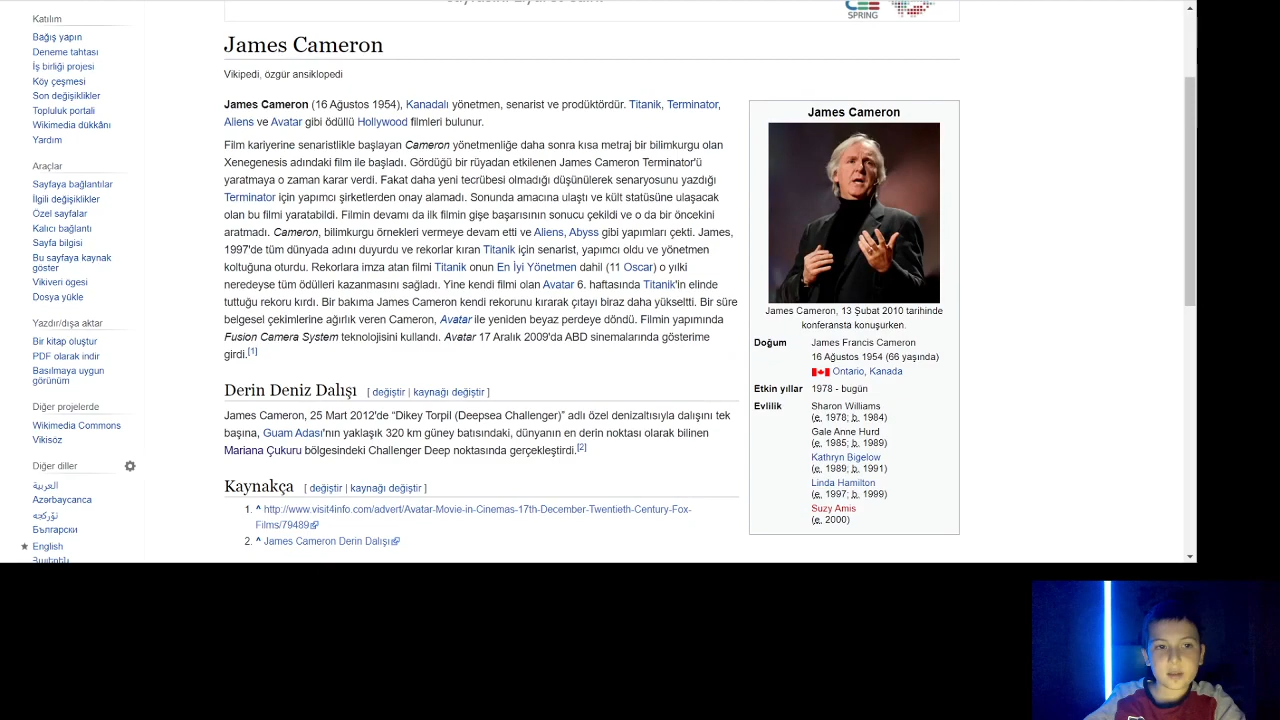 SPRING
Katılım
Bağış yapın
Deneme tahtası
İş birliği projesi
Köy çeşmesi
Son değişiklikler
Topluluk portali
Wikimedia dükkânı
Yardım
Araçlar
Sayfaya bağlantılar
İlgili değişiklikler
Özel sayfalar
Kalıcı bağlantı
Sayfa bilgisi
Bu sayfaya kaynak
göster
Vikiveri ögesi
Dosya yükle
Yazdır/dışa aktar
Bir kitap oluştur
PDF olarak indir
Basılmaya uygun
görünüm
Diğer projelerde
Wikimedia Commons
Vikisöz
Diğer diller
العربية
Azərbaycanca
تۆرکجه
Български
English
James Cameron
Vikipedi, özgür ansiklopedi
James Cameron (16 Ağustos 1954), Kanadalı yönetmen, senarist ve prodüktördür. Titanik, Terminator,
Aliens ve Avatar gibi ödüllü Hollywood filmleri bulunur.
Film kariyerine senaristlikle başlayan Cameron yönetmenliğe daha sonra kısa metraj bir bilimkurgu olan
Xenegenesis adındaki film ile başladı. Gördüğü bir rüyadan etkilenen James Cameron Terminator'ü
yaratmaya o zaman karar verdi. Fakat daha yeni tecrübesi olmadığı düşünülerek senaryosunu yazdığı
Terminator için yapımcı şirketlerden onay alamadı. Sonunda amacına ulaştı ve kült statüsüne ulaşacak
olan bu filmi yaratabildi. Filmin devamı da ilk filmin gişe başarısının sonucu çekildi ve o da bir öncekini
aratmadı. Cameron, bilimkurgu örnekleri vermeye devam etti ve Aliens, Abyss gibi yapımları çekti. James,
1997'de tüm dünyada adını duyurdu ve rekorlar kıran Titanik için senarist, yapımcı oldu ve yönetmen
koltuğuna oturdu. Rekorlara imza atan filmi Titanik onun En İyi Yönetmen dahil (11 Oscar) o yılki
neredeyse tüm ödülleri kazanmasını sağladı. Yine kendi filmi olan Avatar 6. haftasında Titanik'in elinde
tuttuğu rekoru kırdı. Bir bakıma James Cameron kendi rekorunu kırarak çıtayı biraz daha yükseltti. Bir süre
belgesel çekimlerine ağırlık veren Cameron, Avatar ile yeniden beyaz perdeye döndü. Filmin yapımında
Fusion Camera System teknolojisini kullandı. Avatar 17 Aralık 2009'da ABD sinemalarında gösterime
girdi.[1]
Derin Deniz Dalışı [ değiştir | kaynağı değiştir ]
James Cameron, 25 Mart 2012'de “Dikey Torpil (Deepsea Challenger)” adlı özel denizaltısıyla dalışını tek
başına, Guam Adası'nın yaklaşık 320 km güney batısındaki, dünyanın en derin noktası olarak bilinen
Mariana Çukuru bölgesindeki Challenger Deep noktasında gerçekleştirdi.[2]
Kaynakça [ değiştir | kaynağı değiştir ]
1. ^ http://www.visit4info.com/advert/Avatar-Movie-in-Cinemas-17th-December-Twentieth-Century-Fox-
Films/79489
2. ^ James Cameron Derin Dalışı
James Cameron
James Cameron, 13 Şubat 2010 tarihinde
konferansta konuşurken.
Doğum James Francis Cameron
16 Ağustos 1954 (66 yaşında)
Ontario, Kanada
Etkin yıllar 1978 - bugün
Evlilik Sharon Williams
(e. 1978; b. 1984)
Gale Anne Hurd
(e. 1985; b. 1989)
Kathryn Bigelow
(e. 1989; b. 1991)
Linda Hamilton
(e. 1997; b. 1999)
Suzy Amis
(e. 2000)